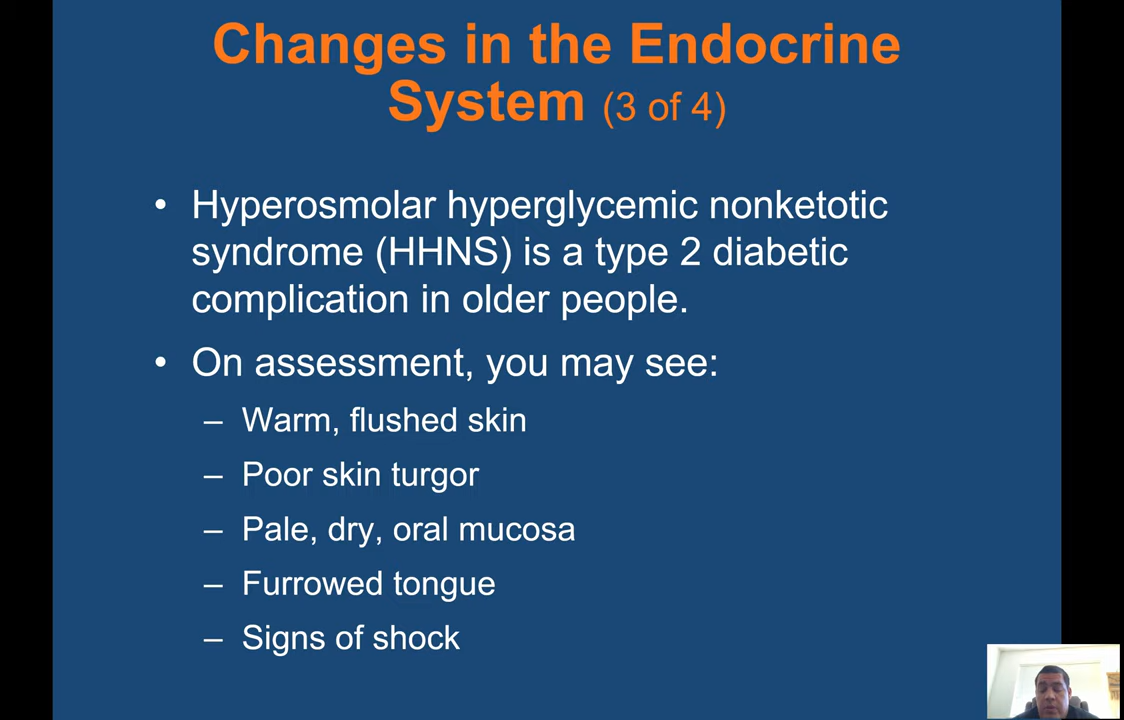 Changes in the Endocrine
System (3 of 4)
• Hyperosmolar hyperglycemic nonketotic
syndrome (HHNS) is a type 2 diabetic
complication in older people.
• On assessment, you may see:
– Warm, flushed skin
– Poor skin turgor
– Pale, dry, oral mucosa
– Furrowed tongue
– Signs of shock